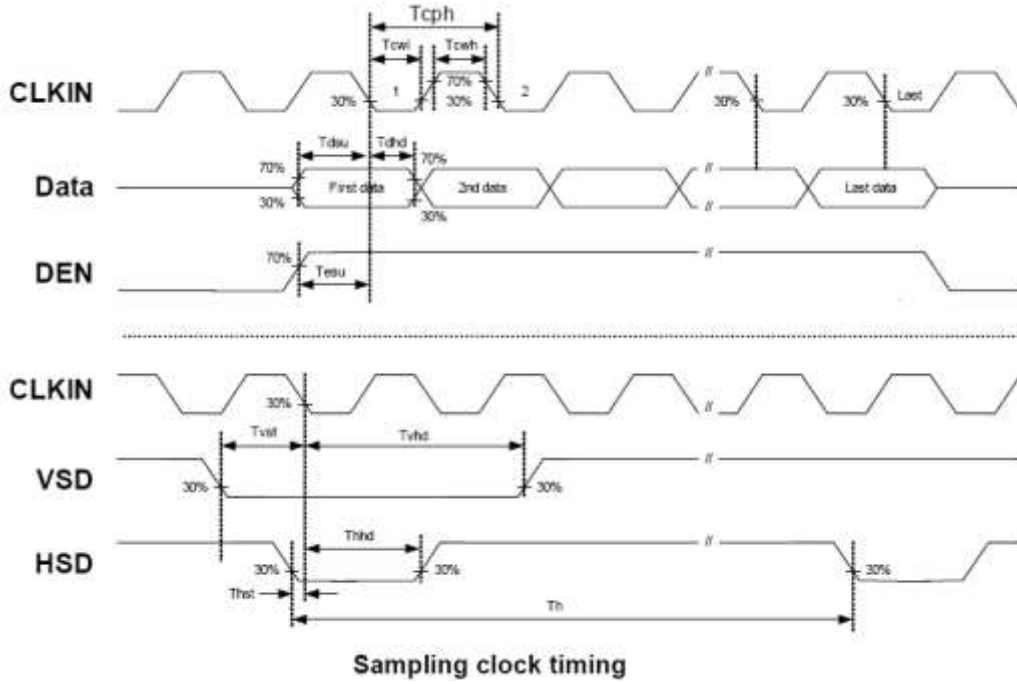 Tcph
Tcwl Tcwh
CLKIN 30% 1 70% 30% 2 // 30% 30% Last
Tdsu Tdhd
Data 70% 30% First data 70% 30% 2nd data // // Last data
DEN 70% Tesu //
CLKIN 30% //
Tvst Tvhd
VSD 30% 30% //
Thhd
HSD 30% 30% // 30%
Thst
Th
Sampling clock timing